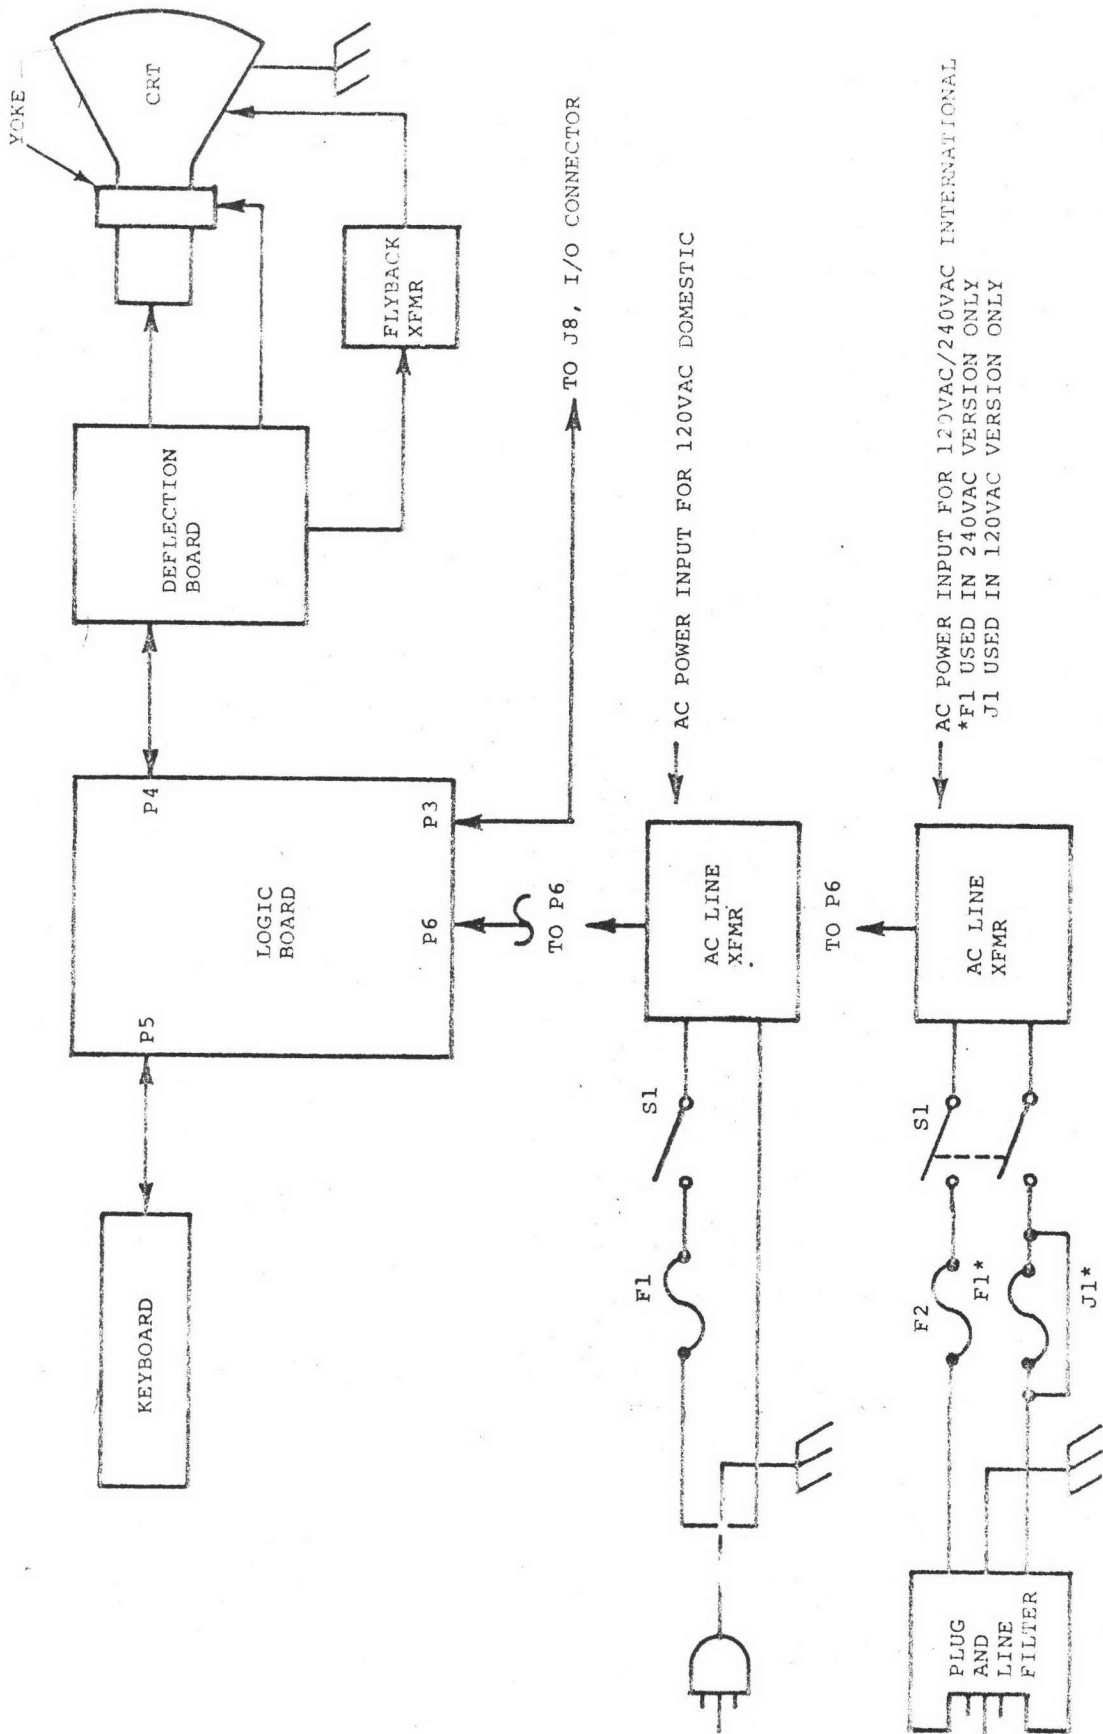 YOKE
CRT
DEFLECTION
BOARD
FLYBACK
XFMR
KEYBOARD
P5
P4
LOGIC
BOARD
P6
P3
TO J8, I/O CONNECTOR
TO P6
F1
S1
AC LINE
XFMR
AC POWER INPUT FOR 120VAC DOMESTIC
TO P6
PLUG
AND
LINE
FILTER
F2
F1*
J1*
S1
AC LINE
XFMR
AC POWER INPUT FOR 120VAC/240VAC INTERNATIONAL
*F1 USED IN 240VAC VERSION ONLY
J1 USED IN 120VAC VERSION ONLY